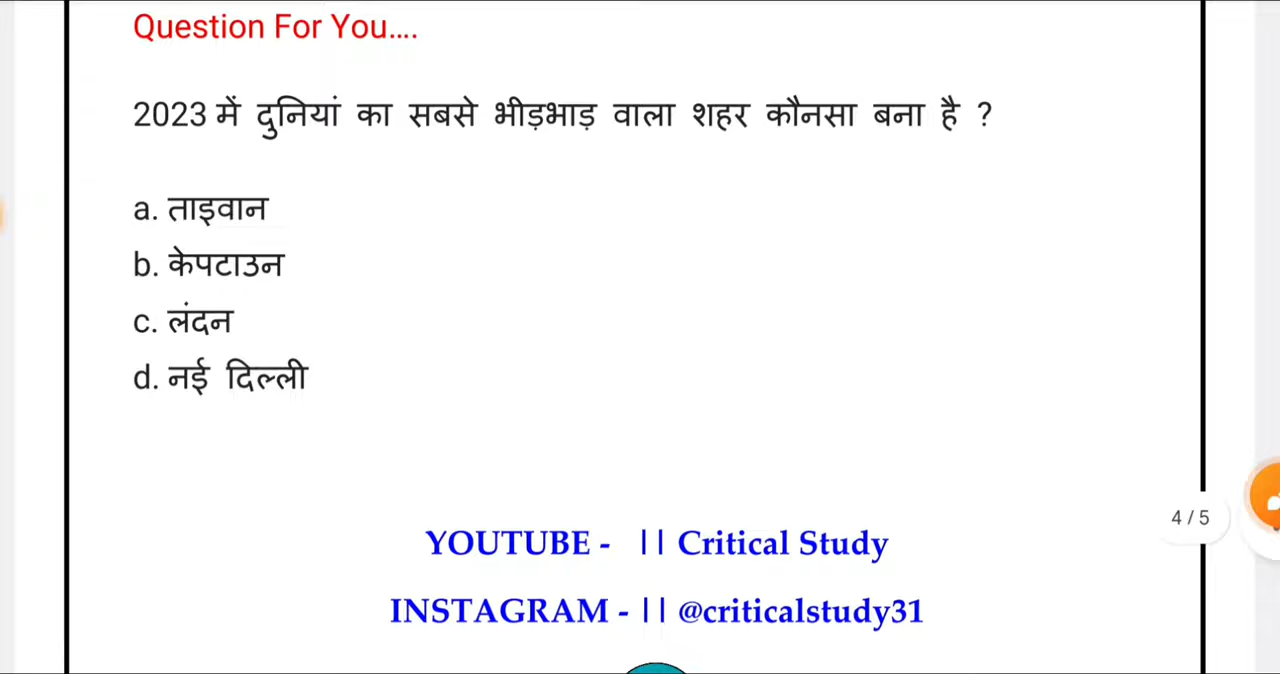 Question For You....
2023 में दुनियां का सबसे भीड़भाड़ वाला शहर कौनसा बना है ?
a. ताइवान
b. केपटाउन
c. लंदन
d. नई दिल्ली
4 / 5
YOUTUBE - || Critical Study
INSTAGRAM - || @criticalstudy31